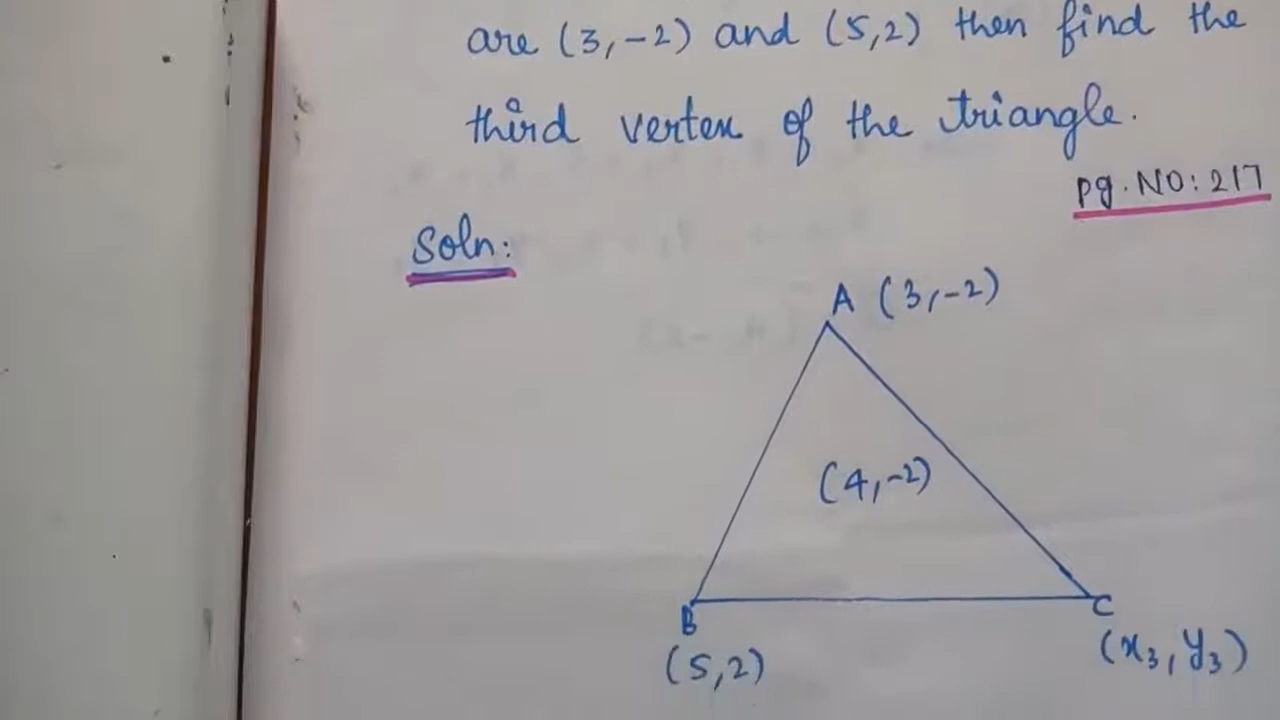 are (3,-2) and (5,2) then find the
third vertex of the triangle.
Pg.NO:217
Soln:
A (3,-2)
(4,-2)
B
C
(5,2)
(x₃, y₃)